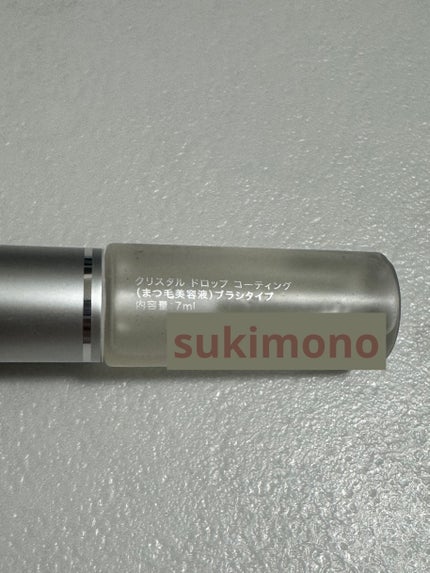 クリスタル ドロップ コーティング
(まつ毛美容液)ブラシタイプ
内容量 7ml
sukimono